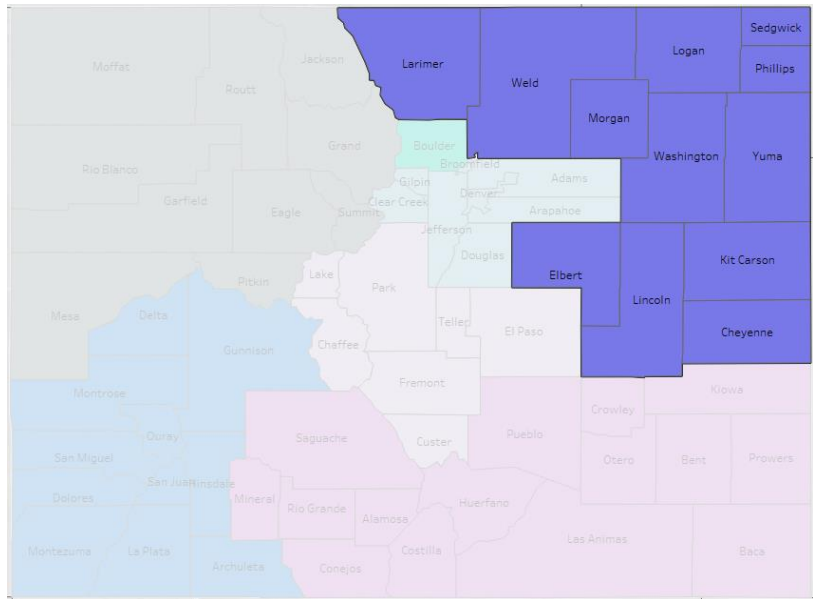 Sedgwick
Logan
Larimer
Jackson
Moffat
Phillips
Weld
Routt
Morgan
Grand
Boulder
Washington
Yuma
Broomfield
Rio Blanco
Adams
Gilpin
Denver
Garfield
Clear Creek
Eagle
Summit
Arapahoe
Jefferson
Douglas
Kit Carson
Lake
Elbert
Pitkin
Park
Lincoln
Mesa
Delta
Teller
El Paso
Cheyenne
Chaffee
Gunnison
Fremont
Kiowa
Montrose
Crowley
Ouray
Saguache
Pueblo
Custer
San Miguel
Otero
Bent
Prowers
San Juan
Hinsdale
Dolores
Mineral
Huerfano
Rio Grande
Alamosa
Las Animas
Montezuma
La Plata
Costilla
Baca
Archuleta
Conejos